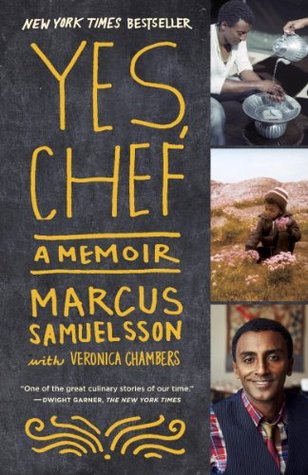 NEW YORK TIMES BESTSELLER
YES,
CHEF
A MEMOIR
MARCUS
SAMUELSSON
with VERONICA CHAMBERS
"One of the great culinary stories of our time."
—DWIGHT GARNER, THE NEW YORK TIMES